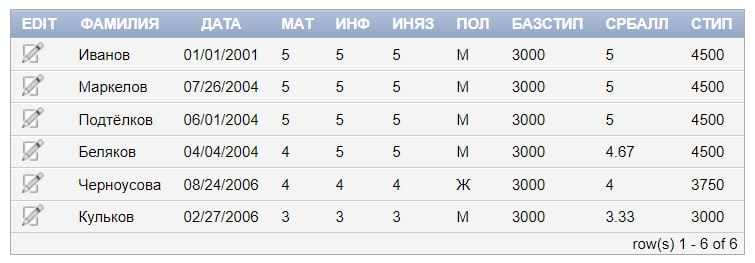 EDIT ФАМИЛИЯ ДАТА МАТ ИНФ ИНЯЗ ПОЛ БАЗСТИП СРБАЛЛ СТИП
Иванов 01/01/2001 5 5 5 М 3000 5 4500
Маркелов 07/26/2004 5 5 5 М 3000 5 4500
Подтёлков 06/01/2004 5 5 5 М 3000 5 4500
Беляков 04/04/2004 4 5 5 М 3000 4.67 4500
Черноусова 08/24/2006 4 4 4 Ж 3000 4 3750
Кульков 02/27/2006 3 3 3 М 3000 3.33 3000
row(s) 1 - 6 of 6